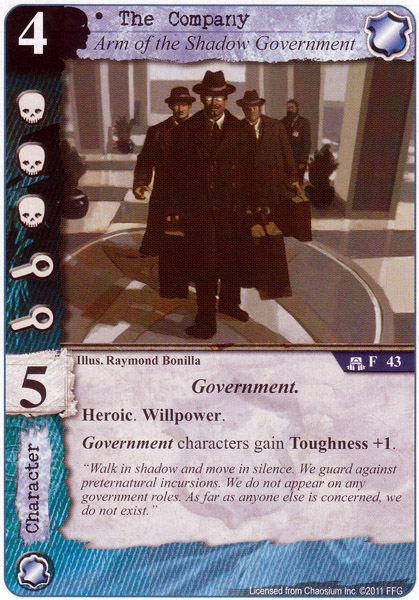 4
• The Company
Arm of the Shadow Government
Illus. Raymond Bonilla
F 43
5
Government.
Heroic. Willpower.
Government characters gain Toughness +1.
“Walk in shadow and move in silence. We guard against
preternatural incursions. We do not appear on any
government roles. As far as anyone else is concerned, we
do not exist.”
Character
Licensed from Chaosium Inc. ©2011 FFG